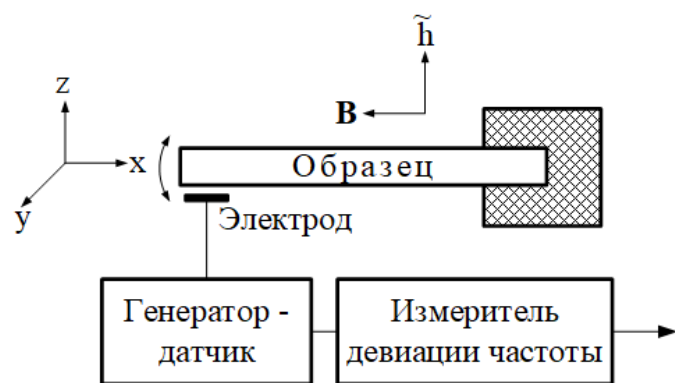 h̃
z
B
x
Образец
y
Электрод
Генератор -
датчик
Измеритель
девиации частоты